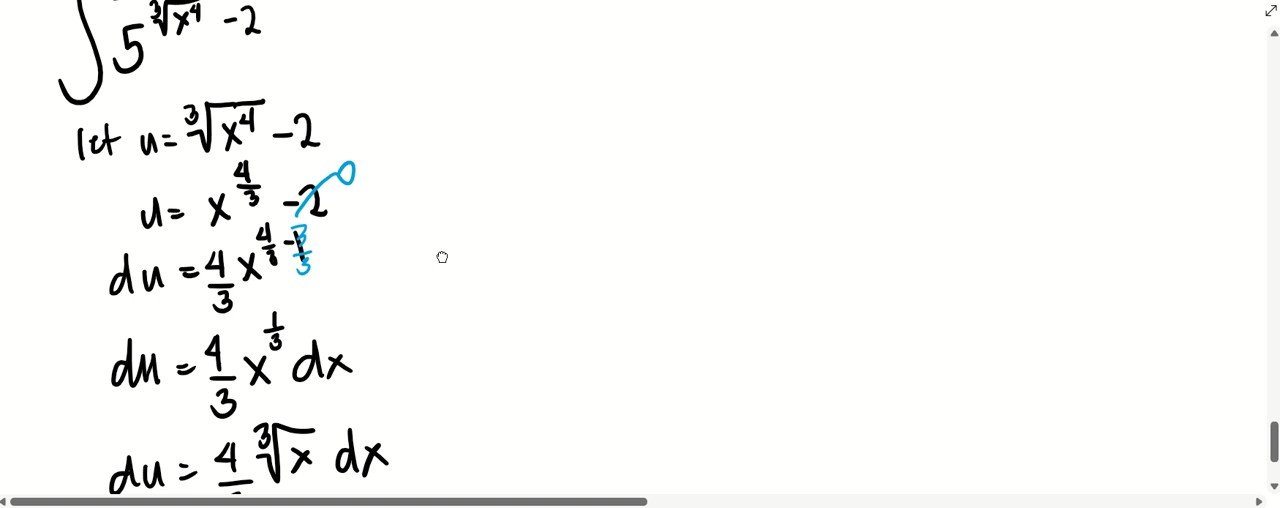 ∫5^(∛(x⁴) -2)
let u= ∛(x⁴) -2
u= x^(4/3) -2 0
du = 4/3 x^(4/3 - 3/3)
du = 4/3 x^(1/3) dx
du = 4 ∛x dx